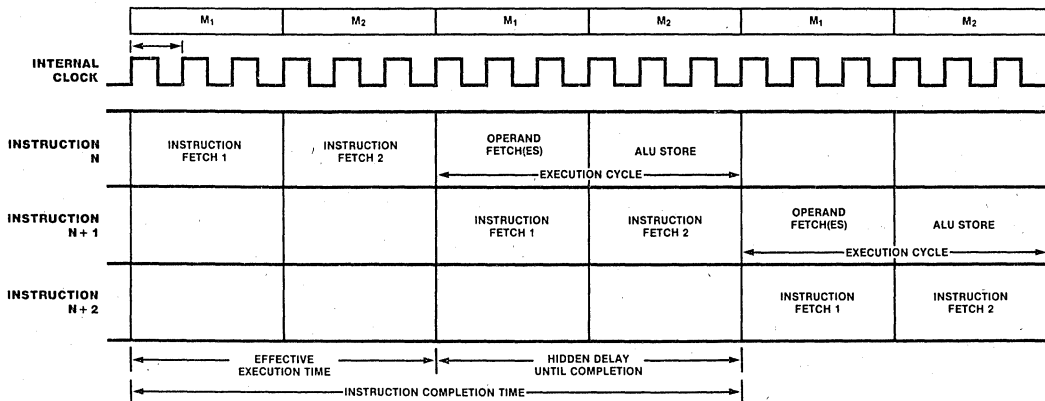 M1 M2 M1 M2 M1 M2
INTERNAL
CLOCK
INSTRUCTION
N
INSTRUCTION
FETCH 1
INSTRUCTION
FETCH 2
OPERAND
FETCH(ES)
ALU STORE
EXECUTION CYCLE
INSTRUCTION
N + 1
INSTRUCTION
FETCH 1
INSTRUCTION
FETCH 2
OPERAND
FETCH(ES)
ALU STORE
EXECUTION CYCLE
INSTRUCTION
N + 2
INSTRUCTION
FETCH 1
INSTRUCTION
FETCH 2
EFFECTIVE
EXECUTION TIME
HIDDEN DELAY
UNTIL COMPLETION
INSTRUCTION COMPLETION TIME